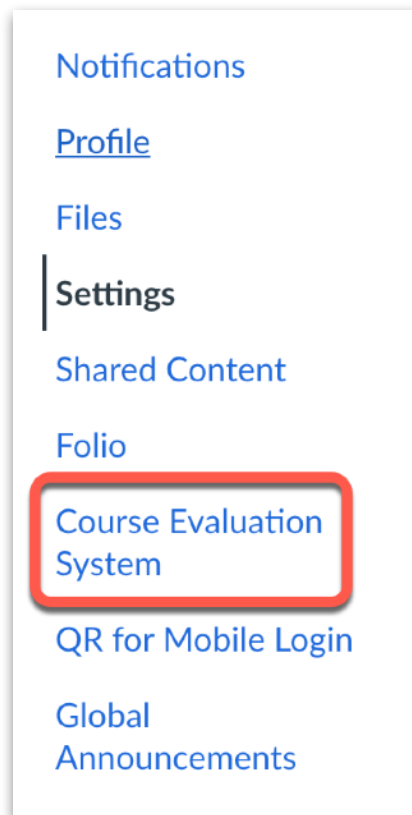 Notifications
Profile
Files
Settings
Shared Content
Folio
Course Evaluation
System
QR for Mobile Login
Global
Announcements